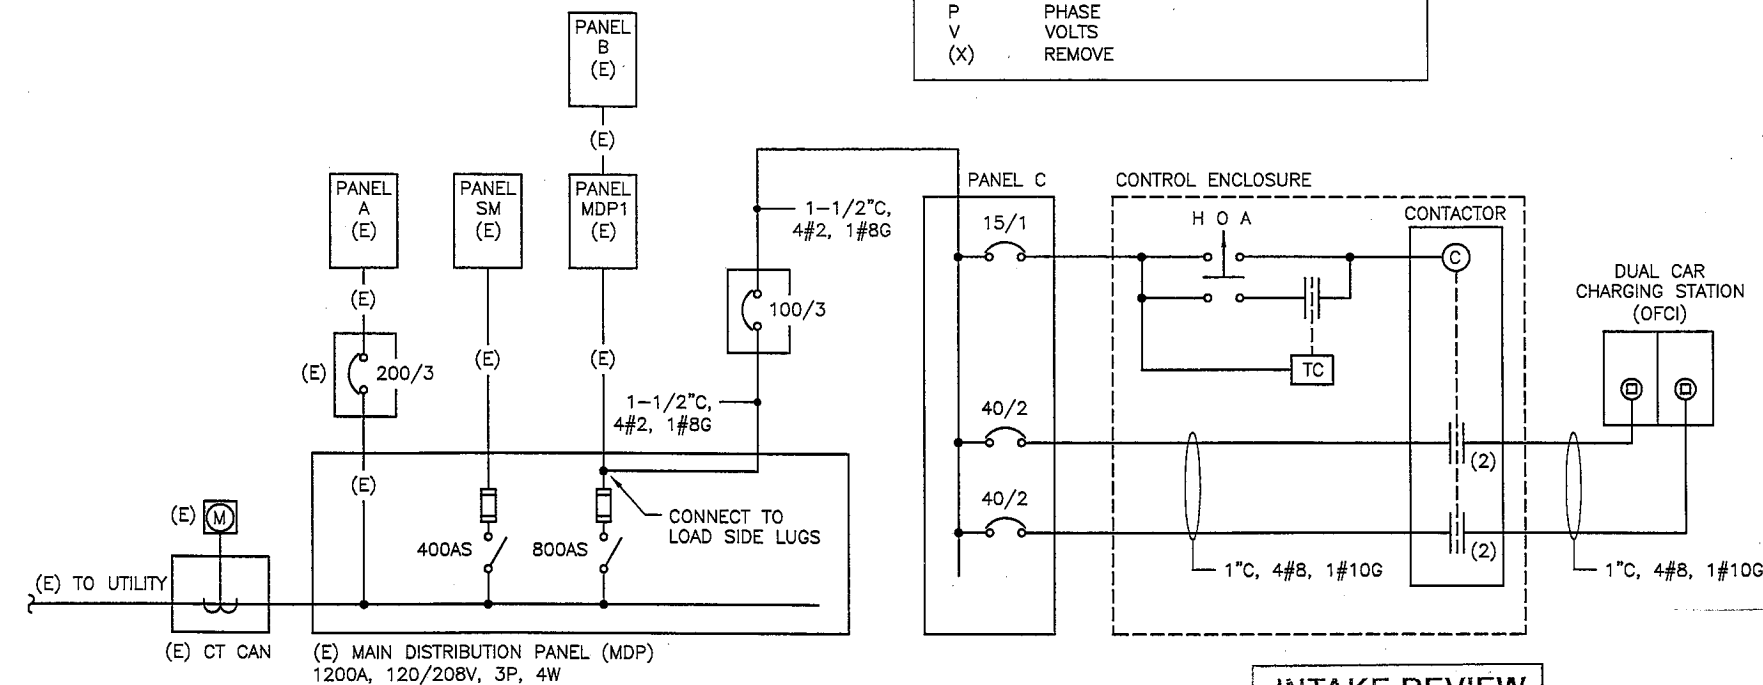 P PHASE
V VOLTS
(X) REMOVE
PANEL
B
(E)
(E)
PANEL
A
(E)
PANEL
SM
(E)
PANEL
MDP1
(E)
1-1/2"C,
4#2, 1#8G
100/3
(E)
(E)
200/3
(E)
(E)
1-1/2"C,
4#2, 1#8G
(E)
CONNECT TO
LOAD SIDE LUGS
400AS
800AS
(E)
M
(E) TO UTILITY
(E) CT CAN
(E) MAIN DISTRIBUTION PANEL (MDP)
1200A, 120/208V, 3P, 4W
PANEL C
15/1
40/2
40/2
CONTROL ENCLOSURE
H O A
TC
CONTACTOR
C
(2)
(2)
1"C, 4#8, 1#10G
DUAL CAR
CHARGING STATION
(OFCI)
1"C, 4#8, 1#10G
INTAKE REVIEW